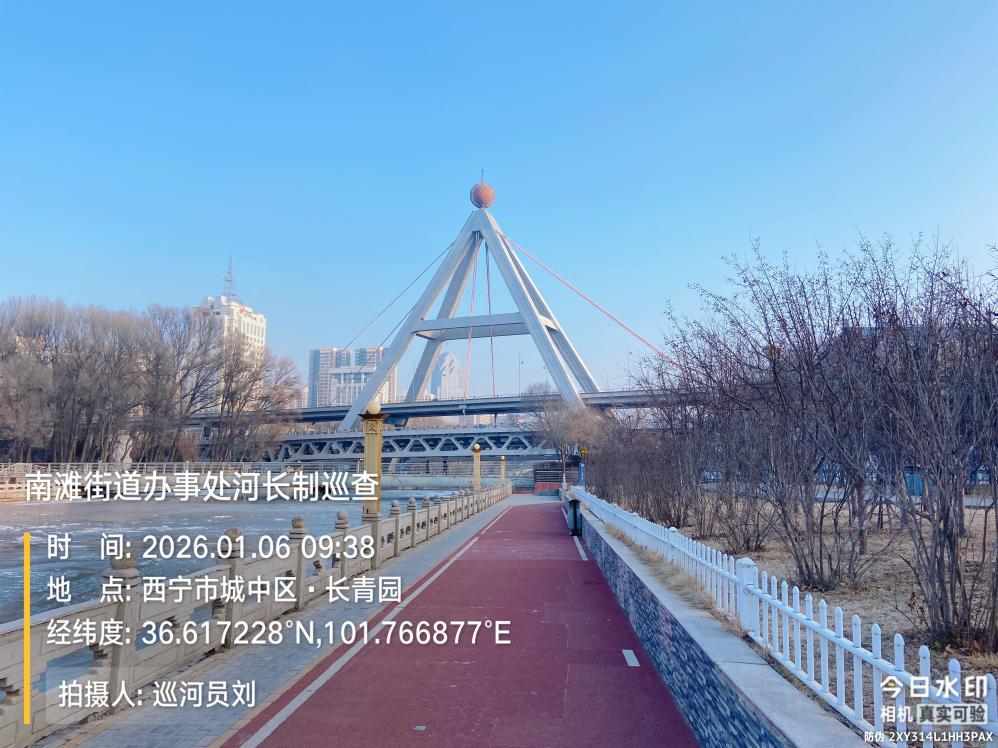 南滩街道办事处河长制巡查
时 间: 2026.01.06 09:38
地 点: 西宁市城中区·长青园
经纬度: 36.617228°N,101.766877°E
拍摄人: 巡河员刘
今日水印
相机 真实可验
防伪 2XY314L1HH3PAX